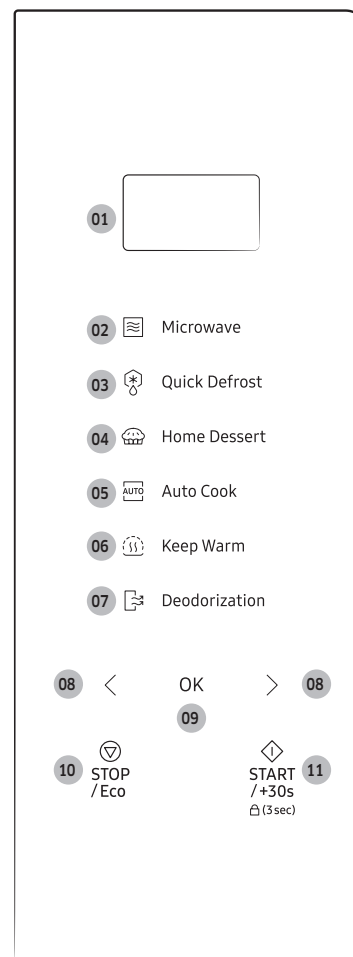 01
02 Microwave
03 Quick Defrost
04 Home Dessert
05 AUTO Auto Cook
06 Keep Warm
07 Deodorization
08 < OK > 08
09
10 STOP START 11
/Eco /+30s
(3 sec)